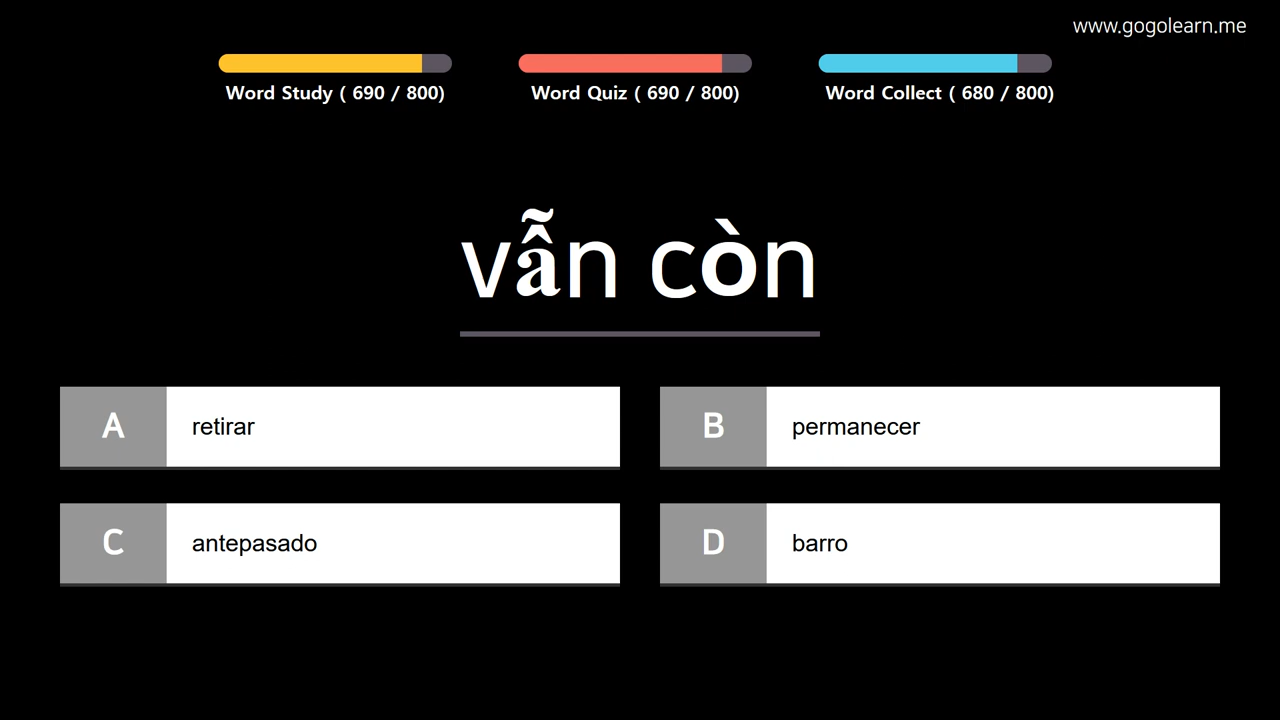 www.gogolearn.me
Word Study ( 690 / 800)
Word Quiz ( 690 / 800)
Word Collect ( 680 / 800)
vẫn còn
A retirar
B permanecer
C antepasado
D barro